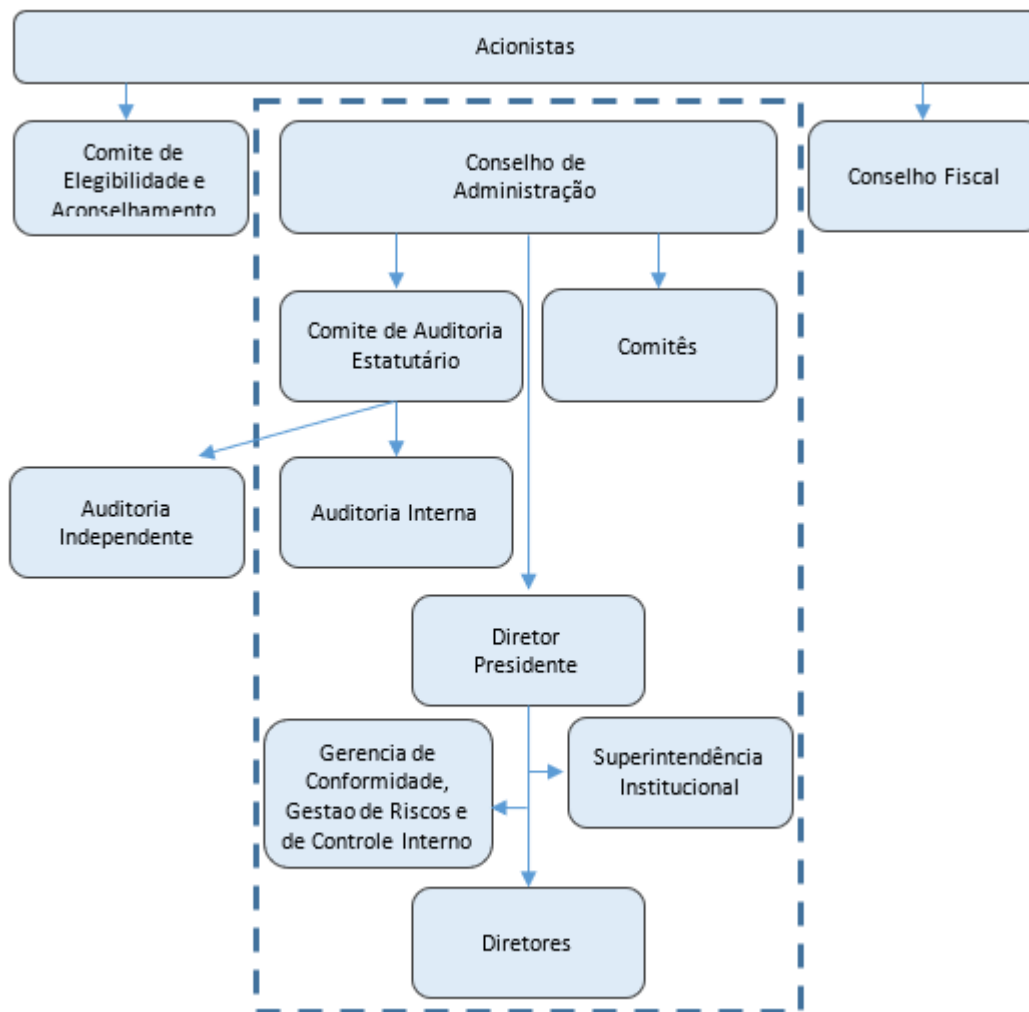 Acionistas
Comite de
Elegibilidade e
Aconselhamento
Conselho de
Administração
Conselho Fiscal
Comite de Auditoria
Estatutário
Comitês
Auditoria
Independente
Auditoria Interna
Diretor
Presidente
Gerencia de
Conformidade,
Gestao de Riscos e
de Controle Interno
Superintendência
Institucional
Diretores